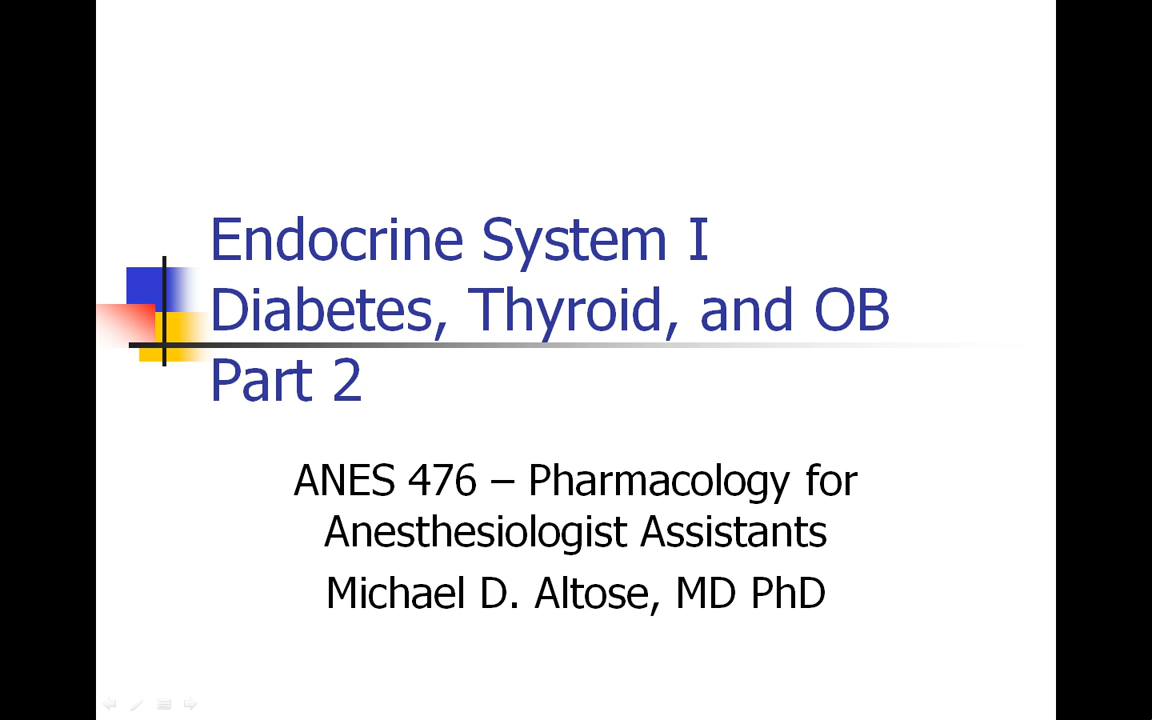 Endocrine System I
Diabetes, Thyroid, and OB
Part 2
ANES 476 – Pharmacology for
Anesthesiologist Assistants
Michael D. Altose, MD PhD